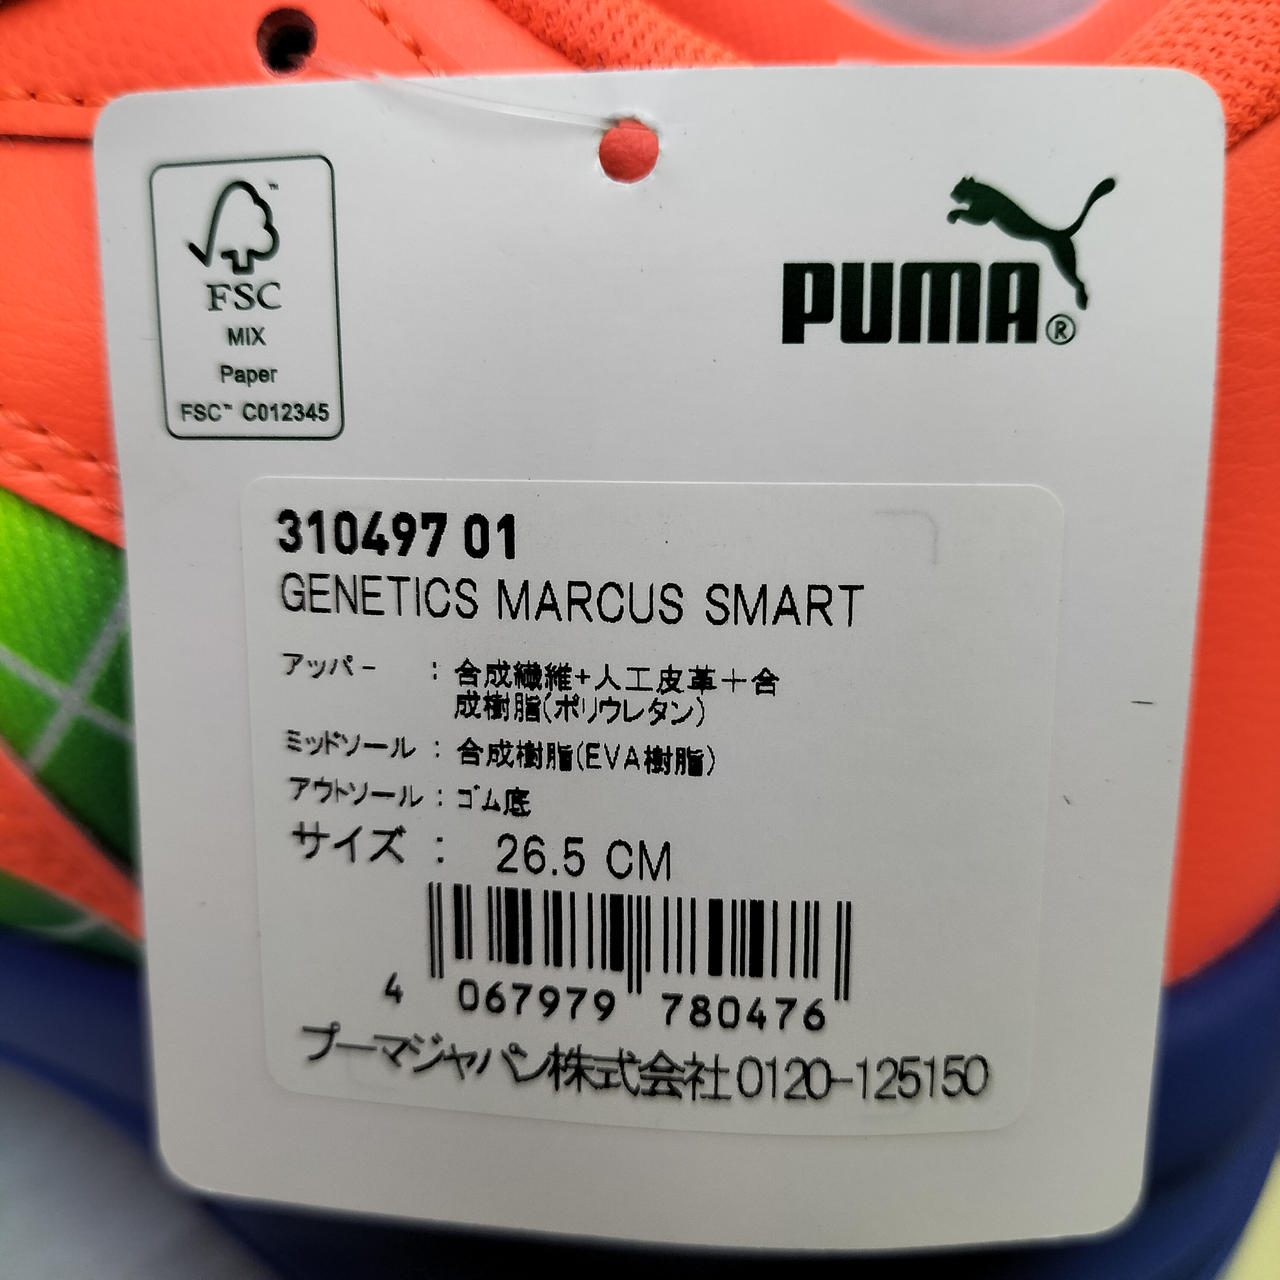 FSC
MIX
Paper
FSC™ C012345
PUMA®
310497 01
GENETICS MARCUS SMART
アッパー : 合成繊維+人工皮革+合
成樹脂(ポリウレタン)
ミッドソール : 合成樹脂(EVA樹脂)
アウトソール : ゴム底
サイズ : 26.5 CM
4 067979 780476
プーマジャパン株式会社0120-125150